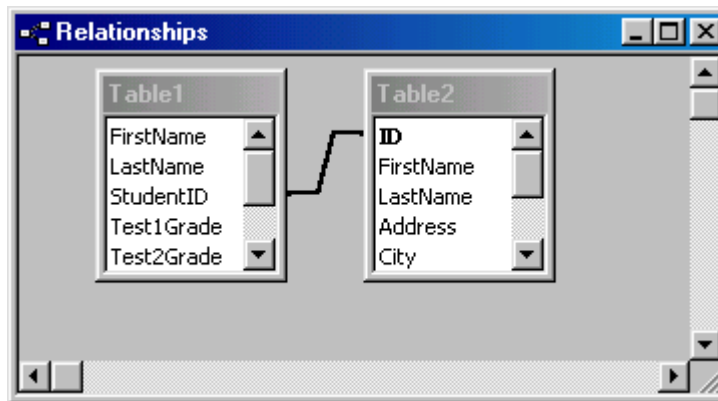 Relationships
Table1
FirstName
LastName
StudentID
Test1Grade
Test2Grade
Table2
ID
FirstName
LastName
Address
City